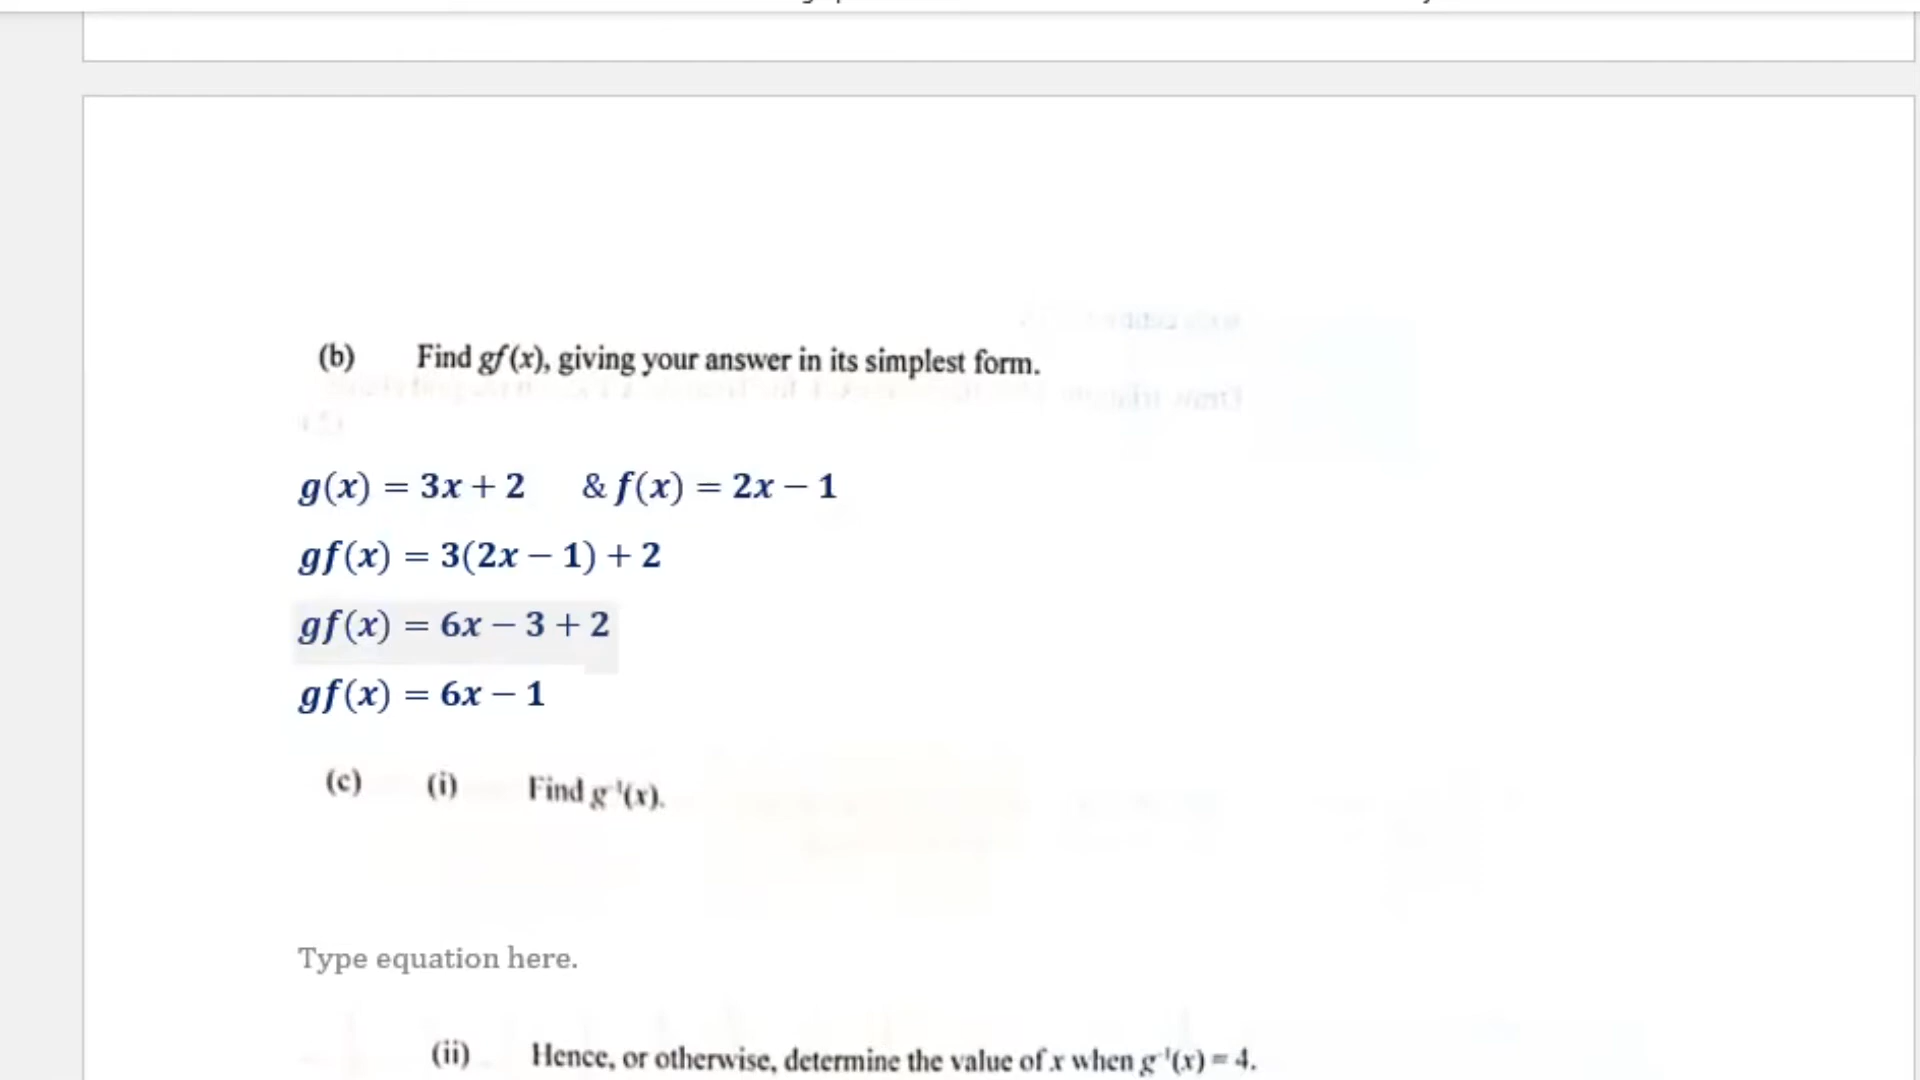 (b) Find gf(x), giving your answer in its simplest form.
g(x) = 3x + 2 & f(x) = 2x − 1
gf(x) = 3(2x − 1) + 2
gf(x) = 6x − 3 + 2
gf(x) = 6x − 1
(c) (i) Find g⁻¹(x).
Type equation here.
(ii) Hence, or otherwise, determine the value of x when g⁻¹(x) = 4.